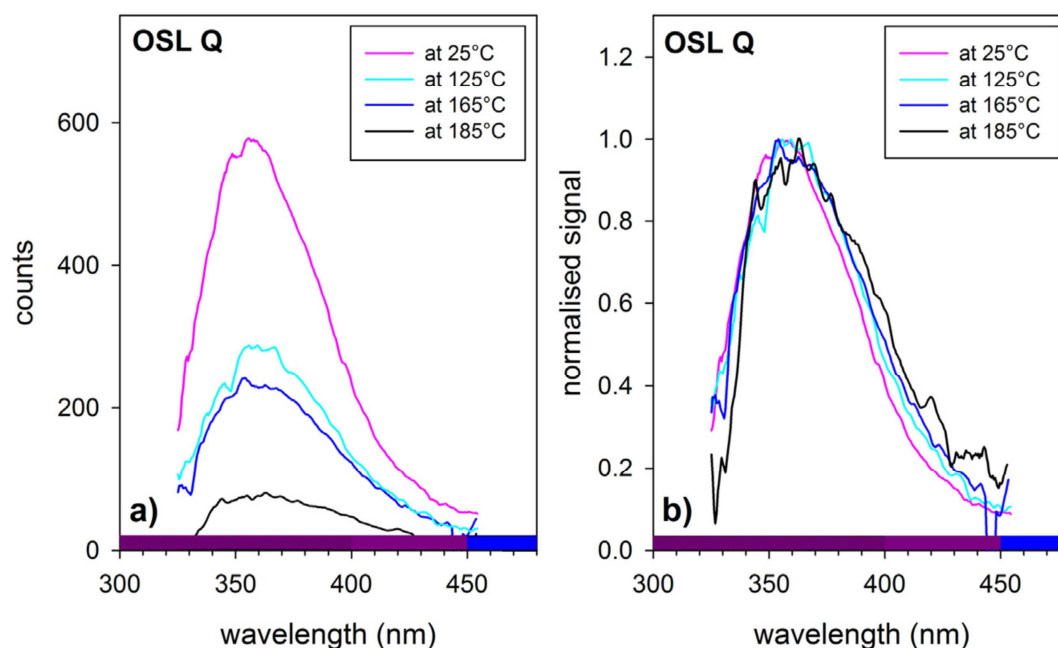 OSL Q
at 25°C
at 125°C
at 165°C
at 185°C
600
400
200
0
counts
a)
300
350
400
450
wavelength (nm)
OSL Q
at 25°C
at 125°C
at 165°C
at 185°C
1.2
1.0
0.8
0.6
0.4
0.2
0.0
normalised signal
b)
300
350
400
450
wavelength (nm)